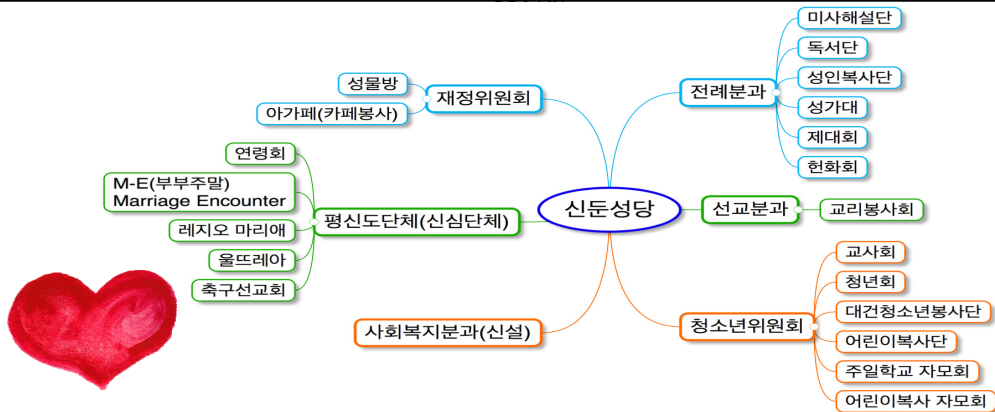 신둔성당
재정위원회
성물방
아가페(카페봉사)
평신도단체(신심단체)
연령회
M-E(부부주말)
Marriage Encounter
레지오 마리애
울뜨레아
축구선교회
사회복지분과(신설)
전례분과
미사해설단
독서단
성인복사단
성가대
제대회
헌화회
선교분과
교리봉사회
청소년위원회
교사회
청년회
대건청소년봉사단
어린이복사단
주일학교 자모회
어린이복사 자모회